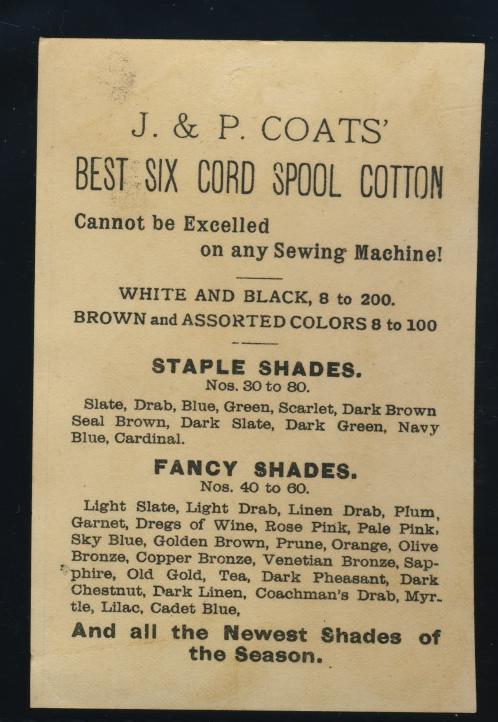 J. & P. COATS'
BEST SIX CORD SPOOL COTTON
Cannot be Excelled
on any Sewing Machine!
WHITE AND BLACK, 8 to 200.
BROWN and ASSORTED COLORS 8 to 100
STAPLE SHADES.
Nos. 30 to 80.
Slate, Drab, Blue, Green, Scarlet, Dark Brown
Seal Brown, Dark Slate, Dark Green, Navy
Blue, Cardinal.
FANCY SHADES.
Nos. 40 to 60.
Light Slate, Light Drab, Linen Drab, Plum,
Garnet, Dregs of Wine, Rose Pink, Pale Pink,
Sky Blue, Golden Brown, Prune, Orange, Olive
Bronze, Copper Bronze, Venetian Bronze, Sap-
phire, Old Gold, Tea, Dark Pheasant, Dark
Chestnut, Dark Linen, Coachman's Drab, Myr-
tle, Lilac, Cadet Blue,
And all the Newest Shades of
the Season.